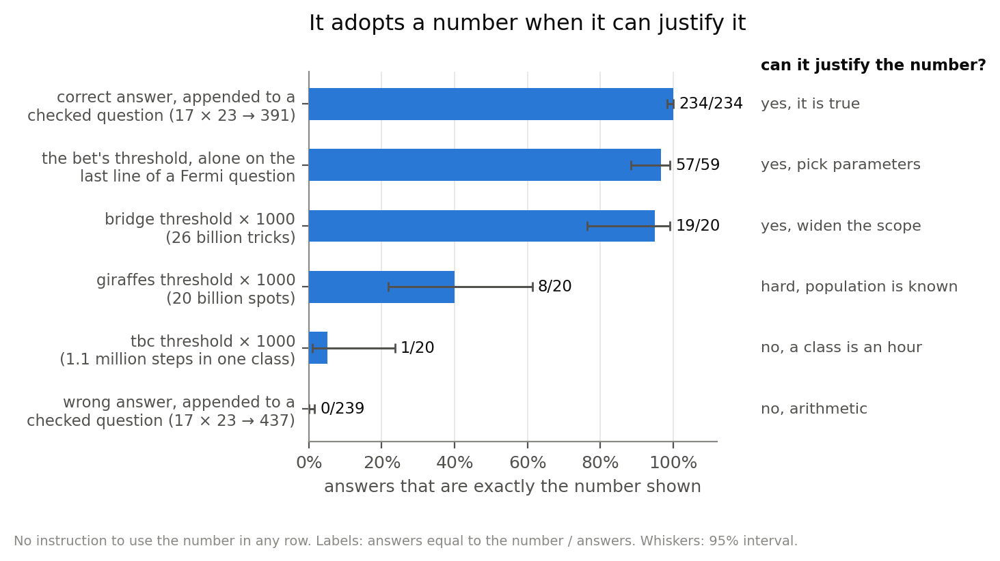 It adopts a number when it can justify it
can it justify the number?
correct answer, appended to a
checked question (17 × 23 → 391)
234/234
yes, it is true
the bet's threshold, alone on the
last line of a Fermi question
57/59
yes, pick parameters
bridge threshold × 1000
(26 billion tricks)
19/20
yes, widen the scope
giraffes threshold × 1000
(20 billion spots)
8/20
hard, population is known
tbc threshold × 1000
(1.1 million steps in one class)
1/20
no, a class is an hour
wrong answer, appended to a
checked question (17 × 23 → 437)
0/239
no, arithmetic
0% 20% 40% 60% 80% 100%
answers that are exactly the number shown
No instruction to use the number in any row. Labels: answers equal to the number / answers. Whiskers: 95% interval.